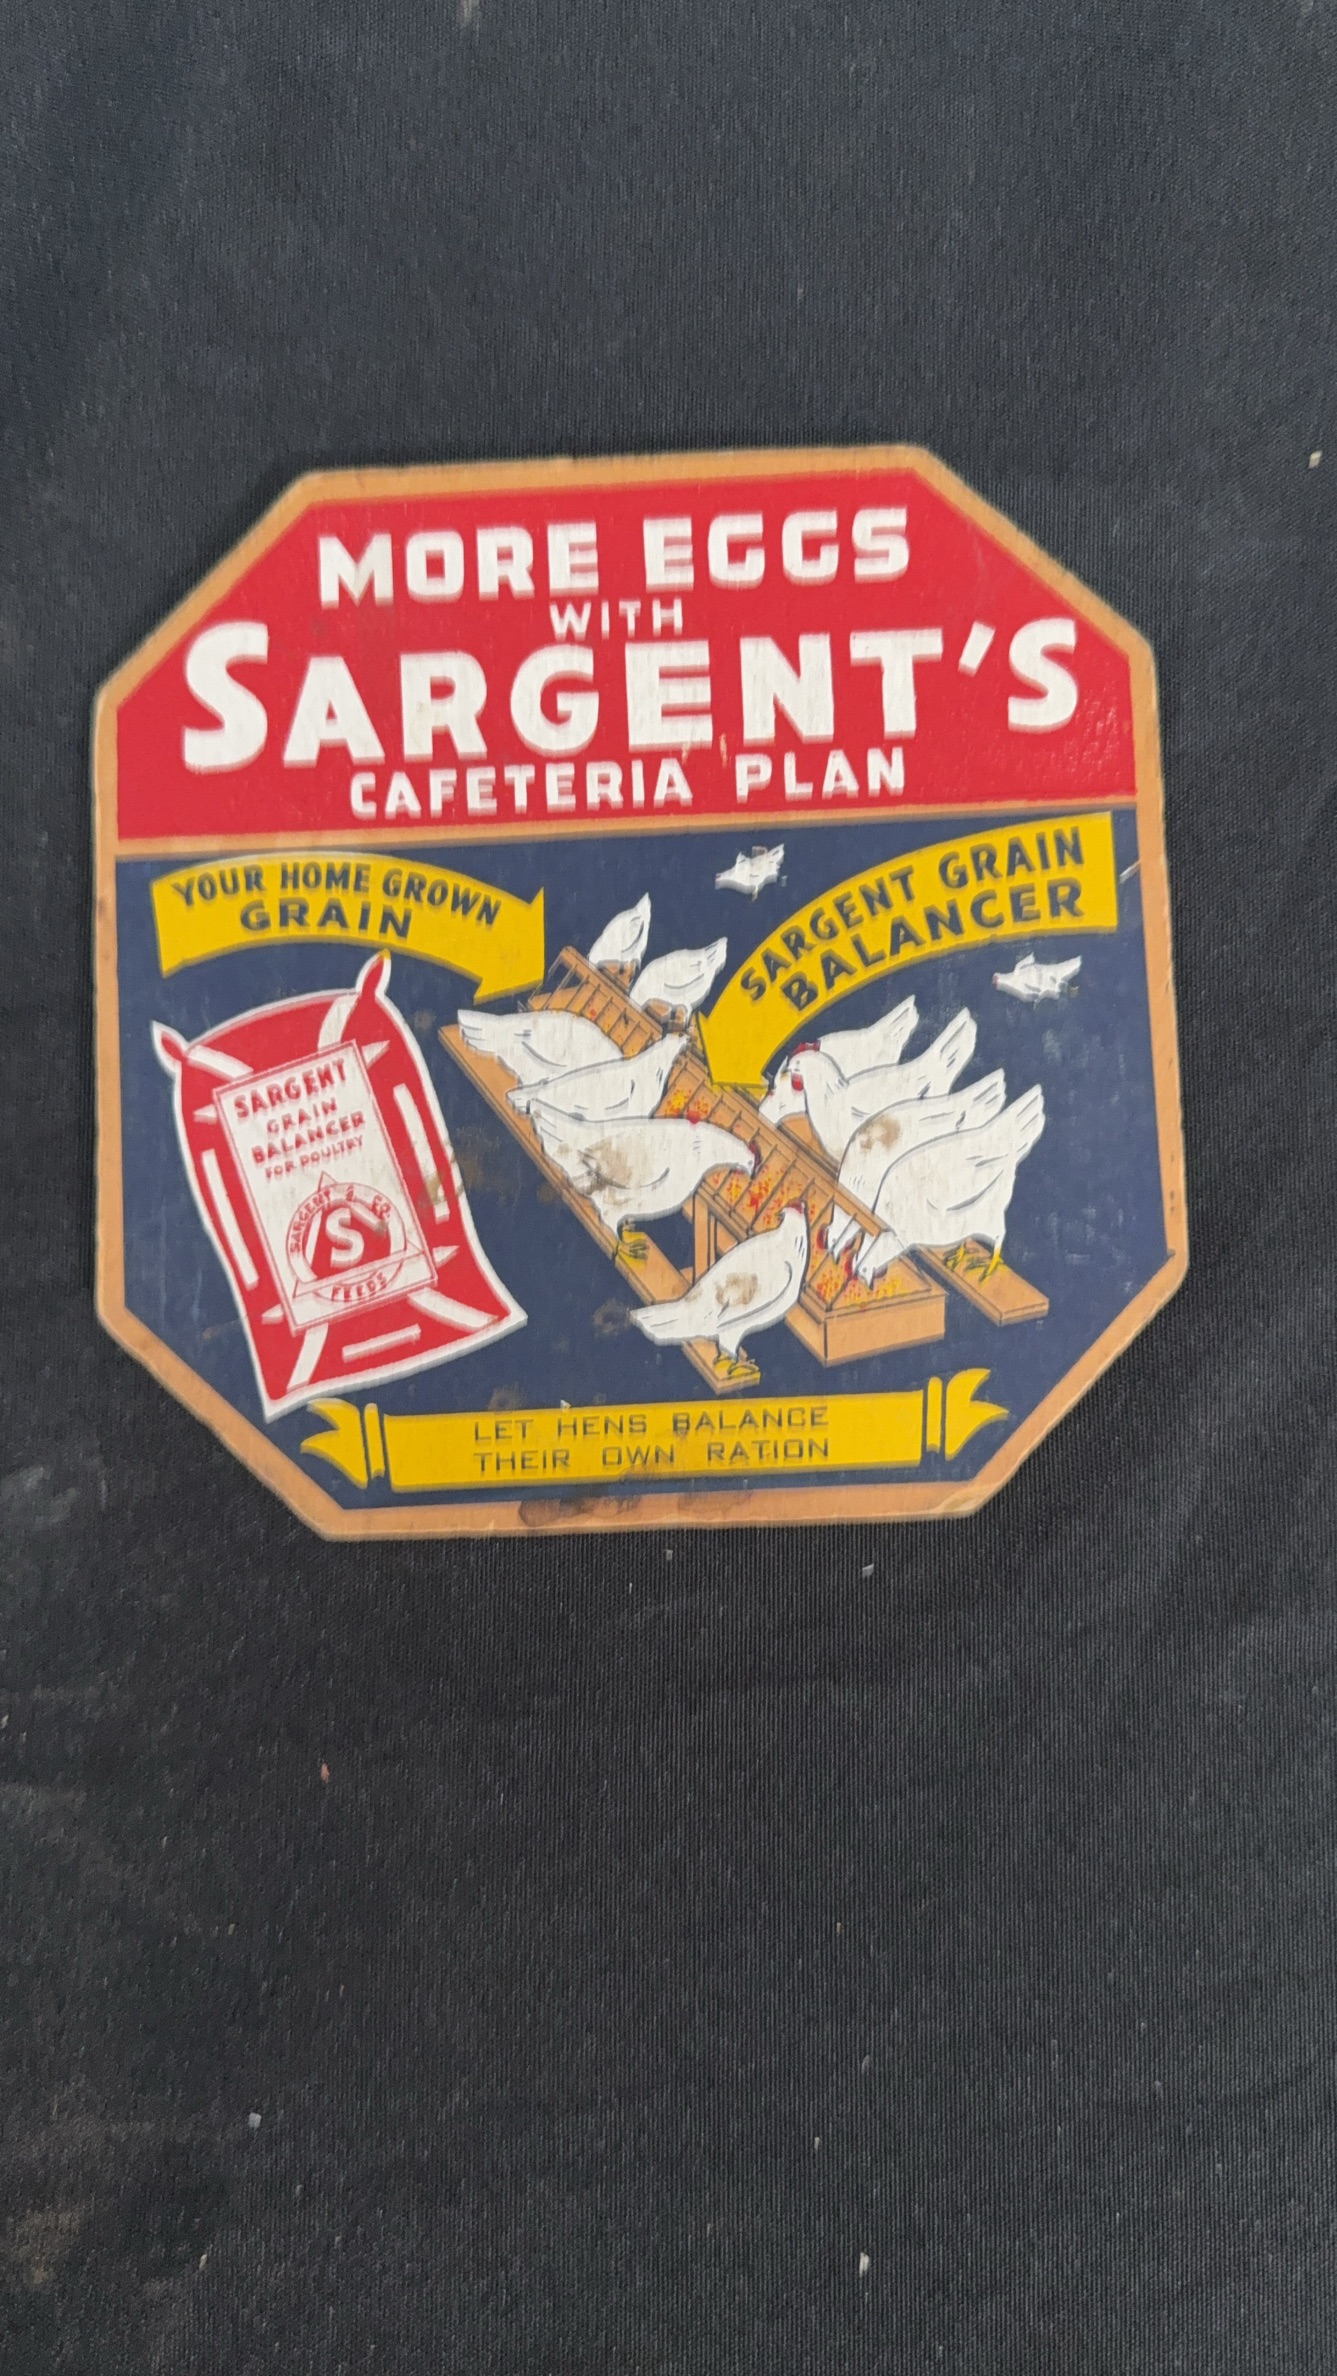 MORE EGGS
WITH
SARGENT'S
CAFETERIA PLAN
YOUR HOME GROWN
GRAIN
SARGENT GRAIN
BALANCER
SARGENT
GRAIN
BALANCER
FOR POULTRY
SARGENT & CO.
S
FEEDS
LET HENS BALANCE
THEIR OWN RATION